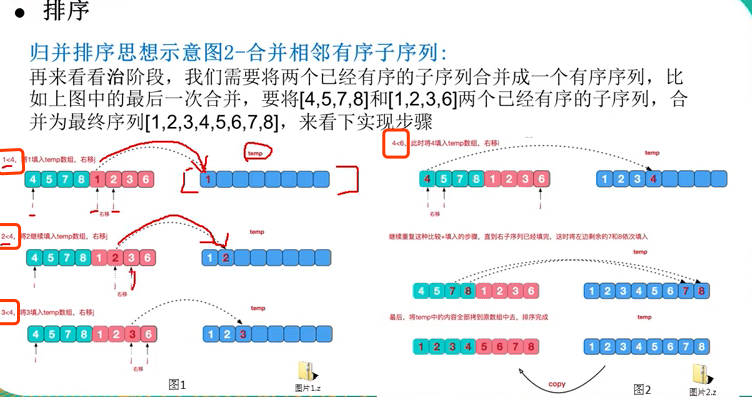 排序
归并排序思想示意图2-合并相邻有序子序列:
再来看看治阶段，我们需要将两个已经有序的子序列合并成一个有序序列，比
如上图中的最后一次合并，要将[4,5,7,8]和[1,2,3,6]两个已经有序的子序列，合
并为最终序列[1,2,3,4,5,6,7,8]，来看下实现步骤
1<4，将1填入temp数组，右移j
temp
4 5 7 8 1 2 3 6
1
i
j
j
右移
2<4，将2继续填入temp数组，右移j
temp
4 5 7 8 1 2 3 6
1 2
i
j
j
右移
3<4，将3填入temp数组，右移j
temp
4 5 7 8 1 2 3 6
1 2 3
i
j
j
右移
图1
图片1.z
4<6，此时将4填入temp数组，右移i
temp
4 5 7 8 1 2 3 6
1 2 3 4
i
i
j
右移
继续重复这种比较+填入的步骤，直到右子序列已经填完，这时将左边剩余的7和8依次填入
temp
4 5 7 8 1 2 3 6
1 2 3 4 5 6 7 8
最后，将temp中的内容全部拷到原数组中去，排序完成
temp
1 2 3 4 5 6 7 8
1 2 3 4 5 6 7 8
copy
图2
图片2.z